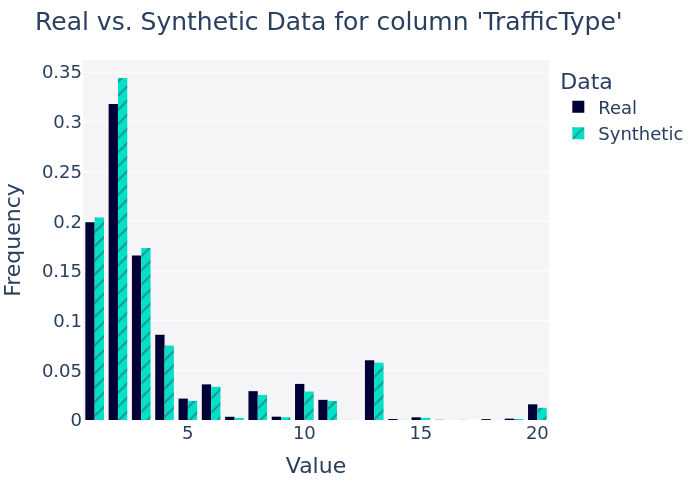 Real vs. Synthetic Data for column 'TrafficType'
Data
Real
Synthetic
Frequency
0.35
0.3
0.25
0.2
0.15
0.1
0.05
0
5
10
15
20
Value